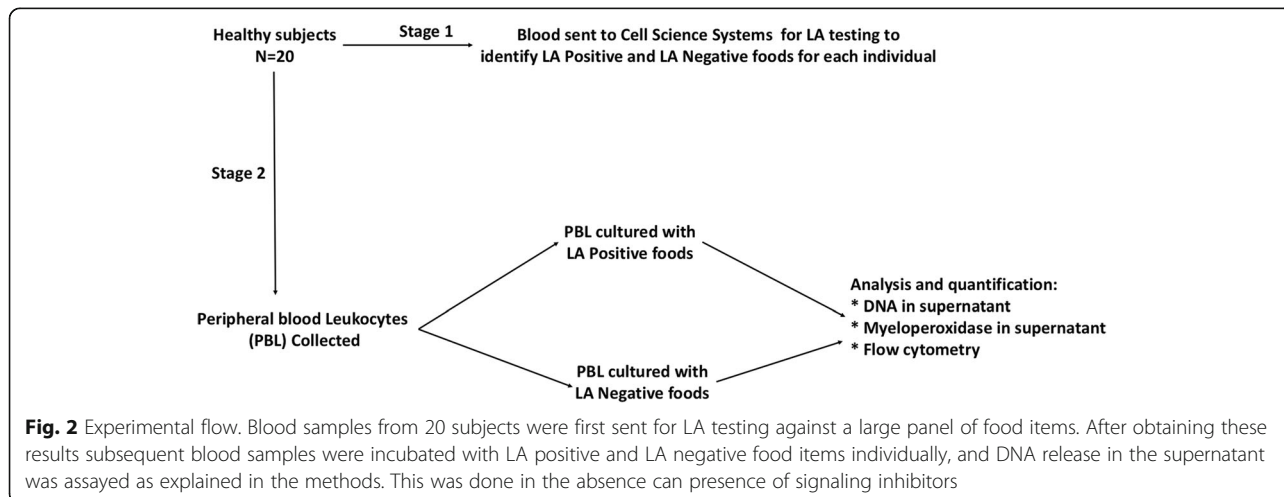 Healthy subjects
N=20
Stage 1
Blood sent to Cell Science Systems for LA testing to
identify LA Positive and LA Negative foods for each individual
Stage 2
Peripheral blood Leukocytes
(PBL) Collected
PBL cultured with
LA Positive foods
PBL cultured with
LA Negative foods
Analysis and quantification:
* DNA in supernatant
* Myeloperoxidase in supernatant
* Flow cytometry
Fig. 2 Experimental flow. Blood samples from 20 subjects were first sent for LA testing against a large panel of food items. After obtaining these
results subsequent blood samples were incubated with LA positive and LA negative food items individually, and DNA release in the supernatant
was assayed as explained in the methods. This was done in the absence can presence of signaling inhibitors